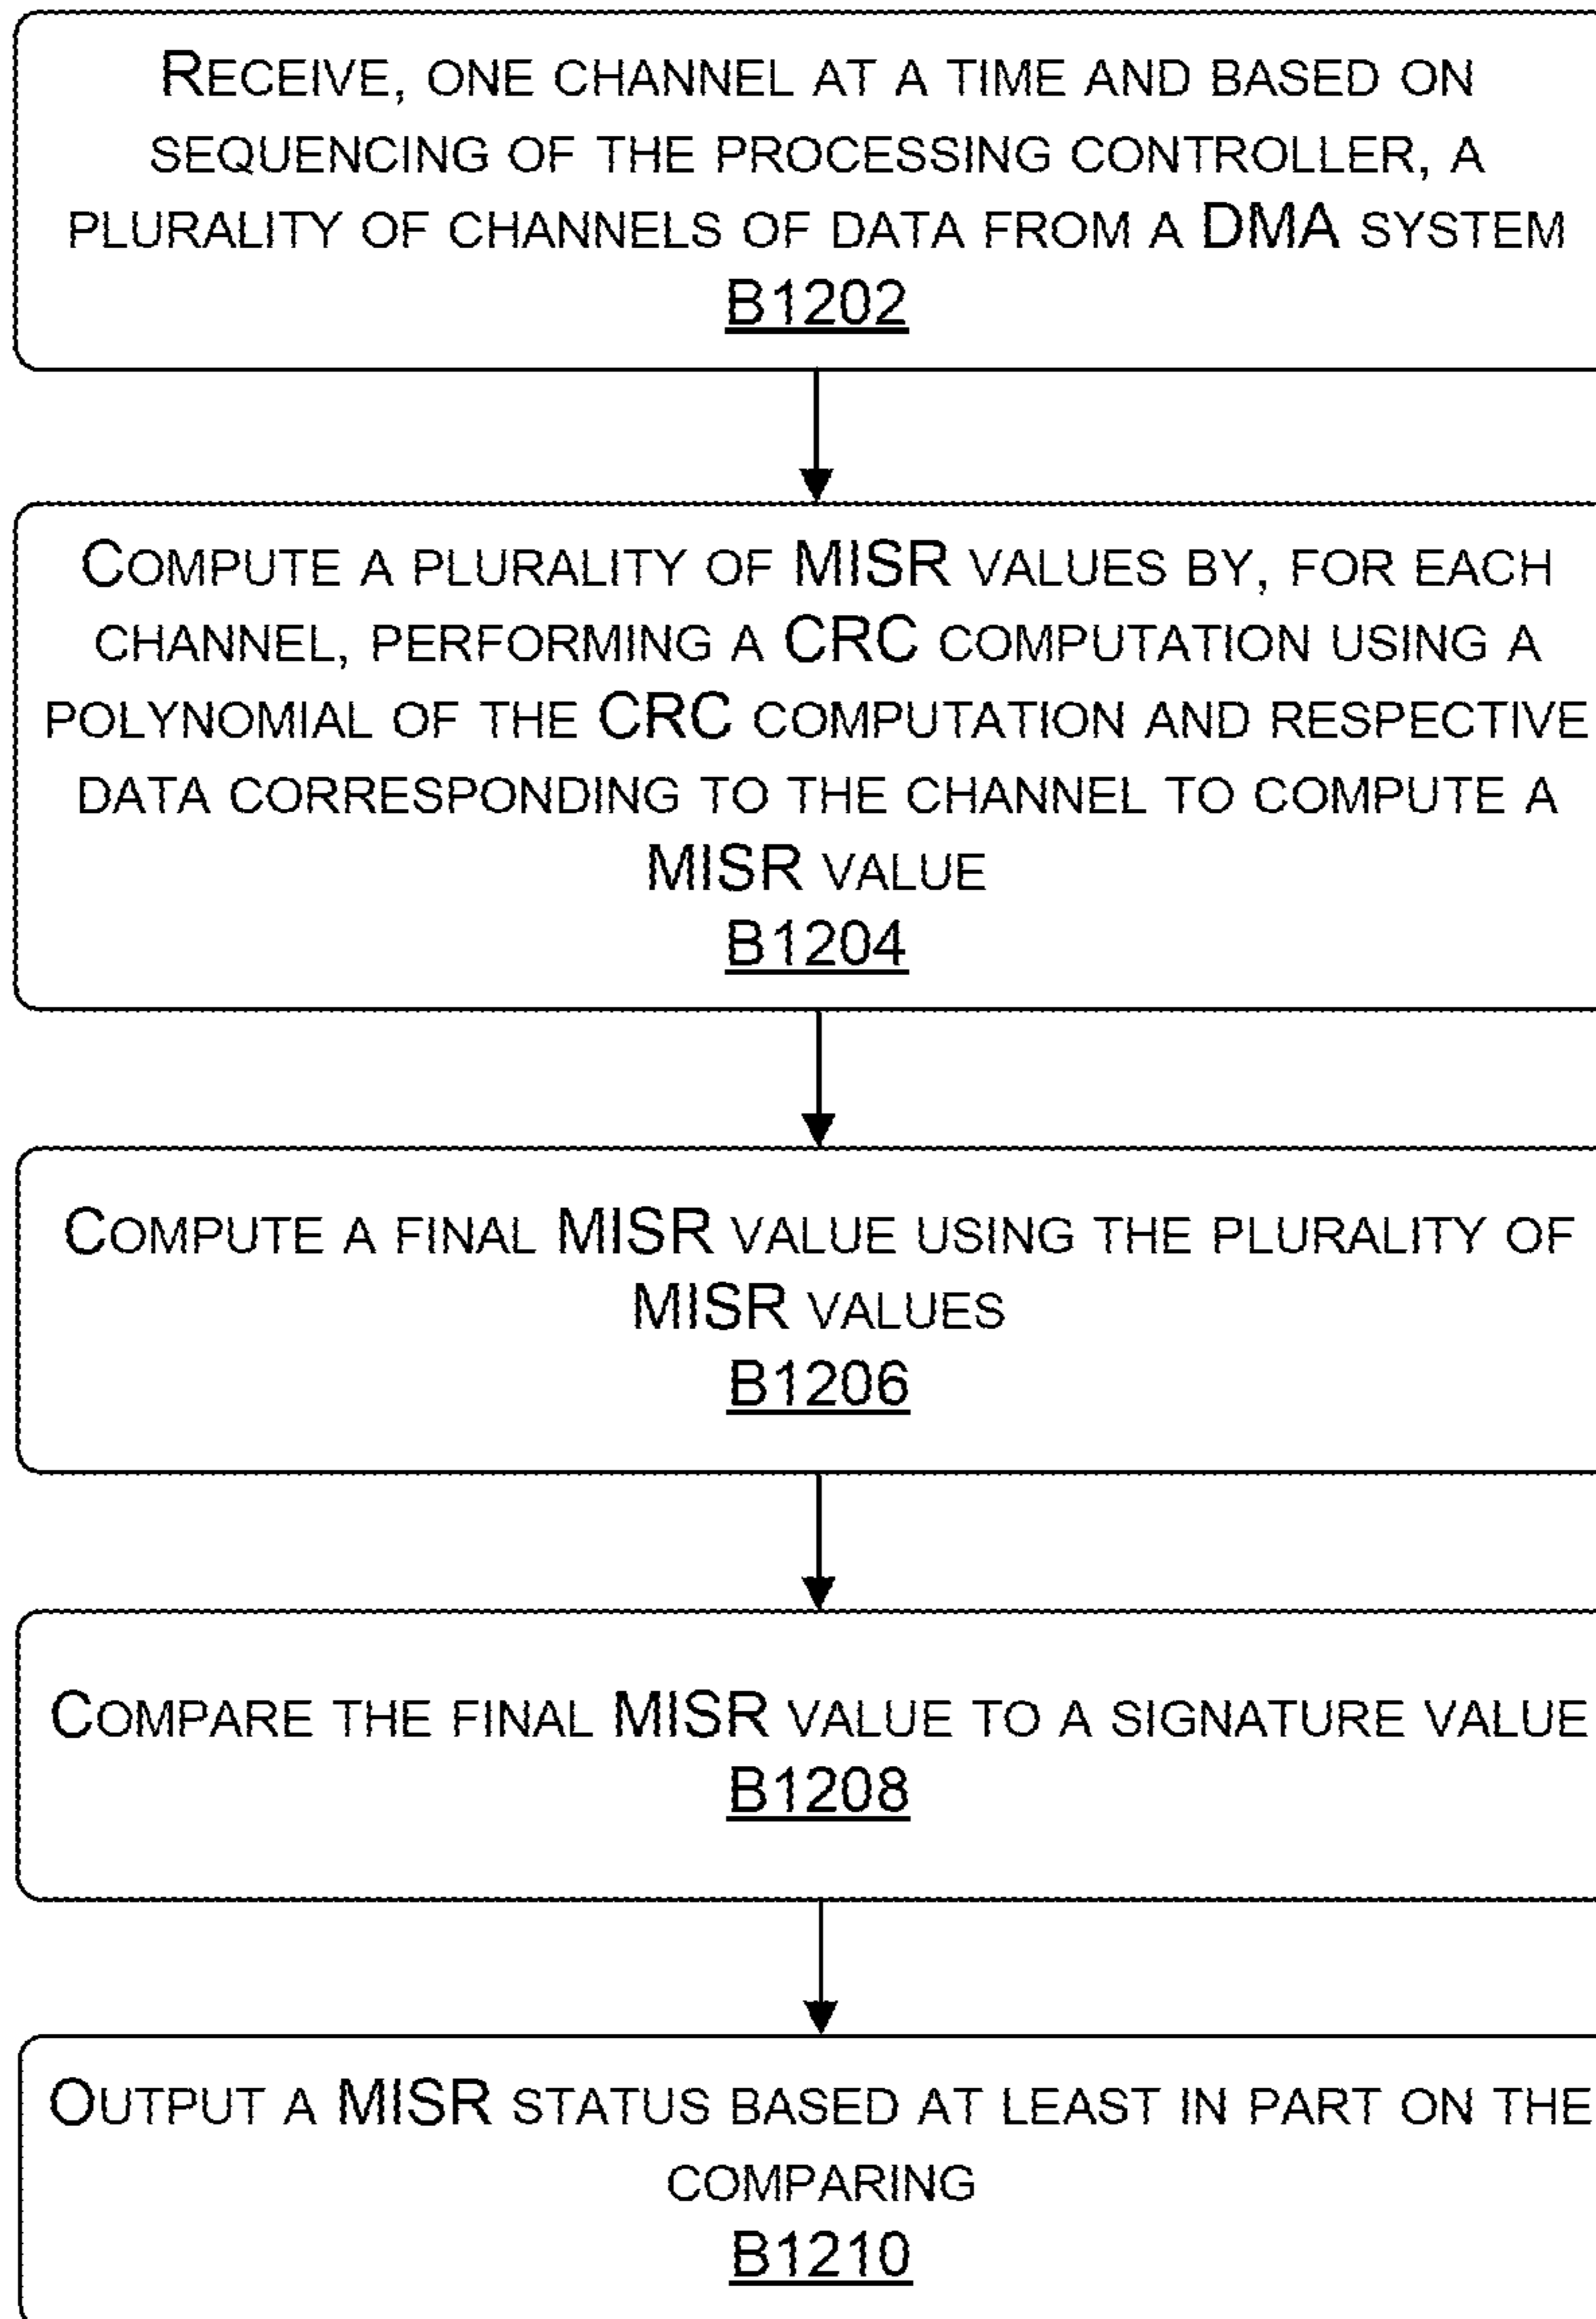 RECEIVE, ONE CHANNEL AT A TIME AND BASED ON
SEQUENCING OF THE PROCESSING CONTROLLER, A
PLURALITY OF CHANNELS OF DATA FROM A DMA SYSTEM
B1202
COMPUTE A PLURALITY OF MISR VALUES BY, FOR EACH
CHANNEL, PERFORMING A CRC COMPUTATION USING A
POLYNOMIAL OF THE CRC COMPUTATION AND RESPECTIVE
DATA CORRESPONDING TO THE CHANNEL TO COMPUTE A
MISR VALUE
B1204
COMPUTE A FINAL MISR VALUE USING THE PLURALITY OF
MISR VALUES
B1206
COMPARE THE FINAL MISR VALUE TO A SIGNATURE VALUE
B1208
OUTPUT A MISR STATUS BASED AT LEAST IN PART ON THE
COMPARING
B1210